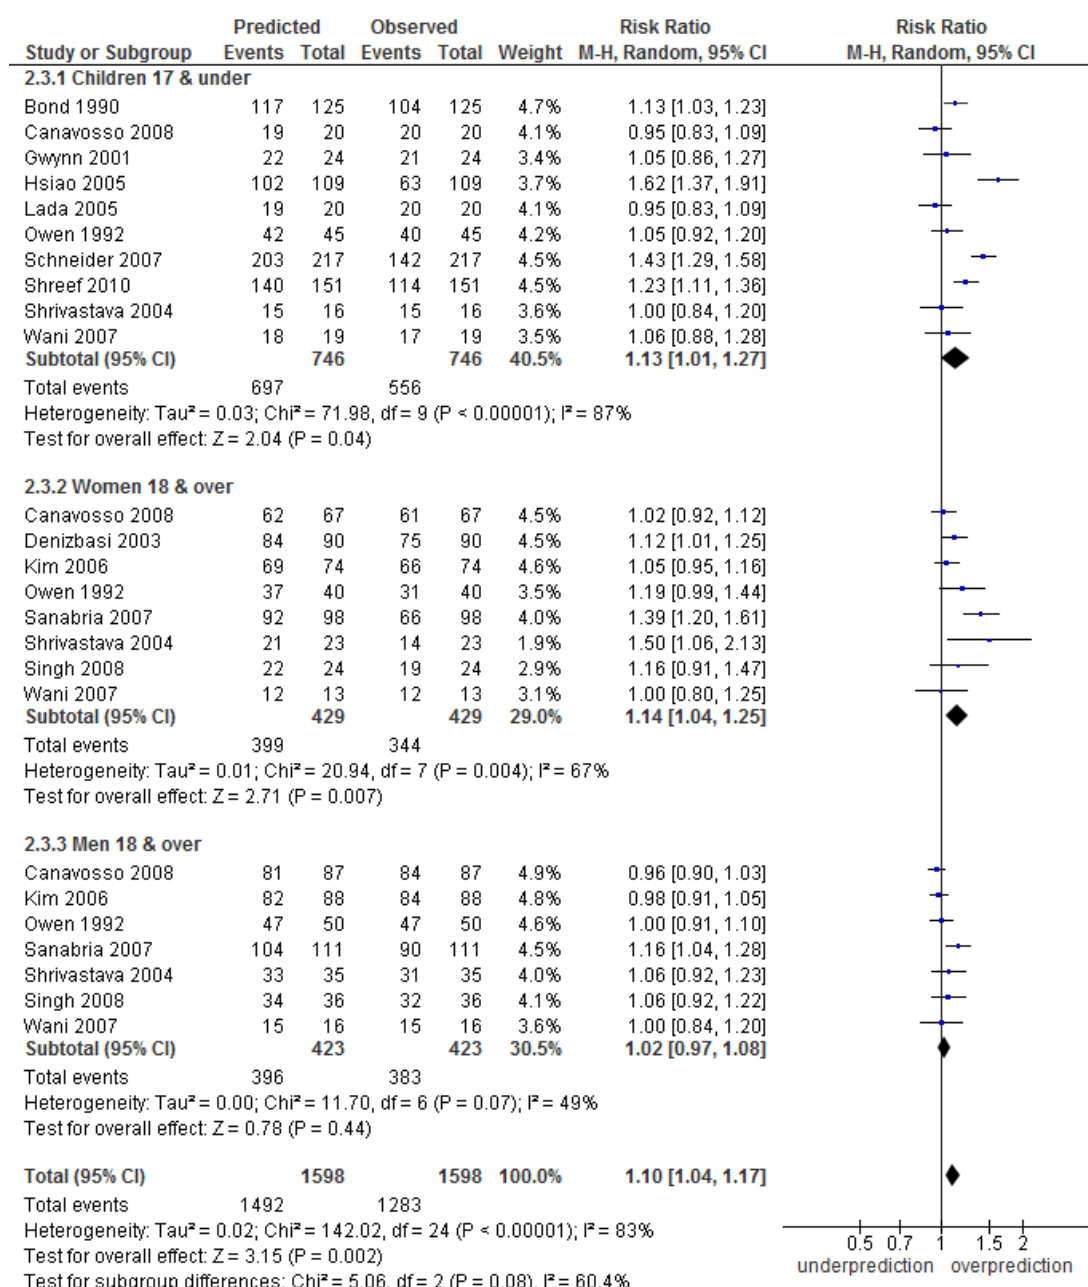 Predicted Observed Risk Ratio Risk Ratio
Study or Subgroup Events Total Events Total Weight M-H, Random, 95% CI M-H, Random, 95% CI
2.3.1 Children 17 & under
Bond 1990 117 125 104 125 4.7% 1.13 [1.03, 1.23]
Canavosso 2008 19 20 20 20 4.1% 0.95 [0.83, 1.09]
Gwynn 2001 22 24 21 24 3.4% 1.05 [0.86, 1.27]
Hsiao 2005 102 109 63 109 3.7% 1.62 [1.37, 1.91]
Lada 2005 19 20 20 20 4.1% 0.95 [0.83, 1.09]
Owen 1992 42 45 40 45 4.2% 1.05 [0.92, 1.20]
Schneider 2007 203 217 142 217 4.5% 1.43 [1.29, 1.58]
Shreef 2010 140 151 114 151 4.5% 1.23 [1.11, 1.36]
Shrivastava 2004 15 16 15 16 3.6% 1.00 [0.84, 1.20]
Wani 2007 18 19 17 19 3.5% 1.06 [0.88, 1.28]
Subtotal (95% CI) 746 746 40.5% 1.13 [1.01, 1.27]
Total events 697 556
Heterogeneity: Tau² = 0.03; Chi² = 71.98, df = 9 (P < 0.00001); I² = 87%
Test for overall effect: Z = 2.04 (P = 0.04)
2.3.2 Women 18 & over
Canavosso 2008 62 67 61 67 4.5% 1.02 [0.92, 1.12]
Denizbasi 2003 84 90 75 90 4.5% 1.12 [1.01, 1.25]
Kim 2006 69 74 66 74 4.6% 1.05 [0.95, 1.16]
Owen 1992 37 40 31 40 3.5% 1.19 [0.99, 1.44]
Sanabria 2007 92 98 66 98 4.0% 1.39 [1.20, 1.61]
Shrivastava 2004 21 23 14 23 1.9% 1.50 [1.06, 2.13]
Singh 2008 22 24 19 24 2.9% 1.16 [0.91, 1.47]
Wani 2007 12 13 12 13 3.1% 1.00 [0.80, 1.25]
Subtotal (95% CI) 429 429 29.0% 1.14 [1.04, 1.25]
Total events 399 344
Heterogeneity: Tau² = 0.01; Chi² = 20.94, df = 7 (P = 0.004); I² = 67%
Test for overall effect: Z = 2.71 (P = 0.007)
2.3.3 Men 18 & over
Canavosso 2008 81 87 84 87 4.9% 0.96 [0.90, 1.03]
Kim 2006 82 88 84 88 4.8% 0.98 [0.91, 1.05]
Owen 1992 47 50 47 50 4.6% 1.00 [0.91, 1.10]
Sanabria 2007 104 111 90 111 4.5% 1.16 [1.04, 1.28]
Shrivastava 2004 33 35 31 35 4.0% 1.06 [0.92, 1.23]
Singh 2008 34 36 32 36 4.1% 1.06 [0.92, 1.22]
Wani 2007 15 16 15 16 3.6% 1.00 [0.84, 1.20]
Subtotal (95% CI) 423 423 30.5% 1.02 [0.97, 1.08]
Total events 396 383
Heterogeneity: Tau² = 0.00; Chi² = 11.70, df = 6 (P = 0.07); I² = 49%
Test for overall effect: Z = 0.78 (P = 0.44)
Total (95% CI) 1598 1598 100.0% 1.10 [1.04, 1.17]
Total events 1492 1283
Heterogeneity: Tau² = 0.02; Chi² = 142.02, df = 24 (P < 0.00001); I² = 83%
Test for overall effect: Z = 3.15 (P = 0.002)
Test for subgroup differences: Chi² = 5.06, df = 2 (P = 0.08), I² = 60.4%
0.5 0.7 1 1.5 2
underprediction overprediction